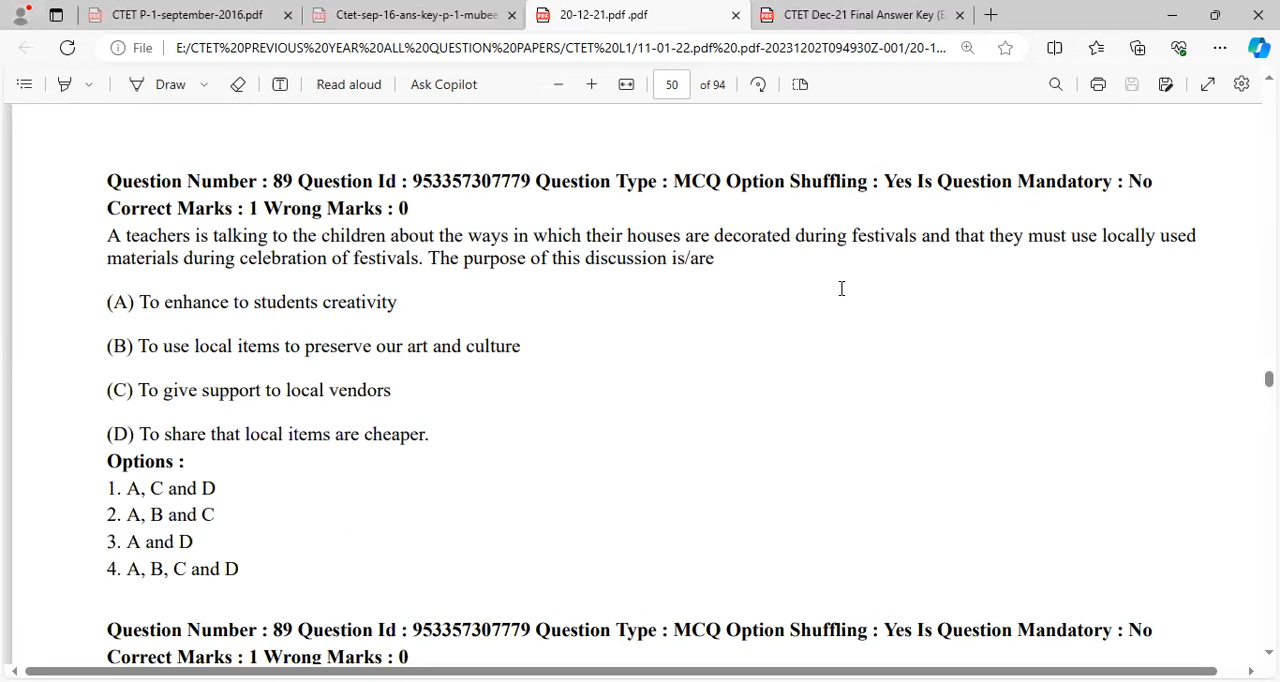 CTET P-1-september-2016.pdf
Ctet-sep-16-ans-key-p-1-mubee
20-12-21.pdf .pdf
CTET Dec-21 Final Answer Key (E
File
E:/CTET%20PREVIOUS%20YEAR%20ALL%20QUESTION%20PAPERS/CTET%20L1/11-01-22.pdf%20.pdf-20231202T094930Z-001/20-1...
Draw
Read aloud
Ask Copilot
50 of 94
Question Number : 89 Question Id : 953357307779 Question Type : MCQ Option Shuffling : Yes Is Question Mandatory : No
Correct Marks : 1 Wrong Marks : 0
A teachers is talking to the children about the ways in which their houses are decorated during festivals and that they must use locally used
materials during celebration of festivals. The purpose of this discussion is/are
(A) To enhance to students creativity
(B) To use local items to preserve our art and culture
(C) To give support to local vendors
(D) To share that local items are cheaper.
Options :
1. A, C and D
2. A, B and C
3. A and D
4. A, B, C and D
Question Number : 89 Question Id : 953357307779 Question Type : MCQ Option Shuffling : Yes Is Question Mandatory : No
Correct Marks : 1 Wrong Marks : 0